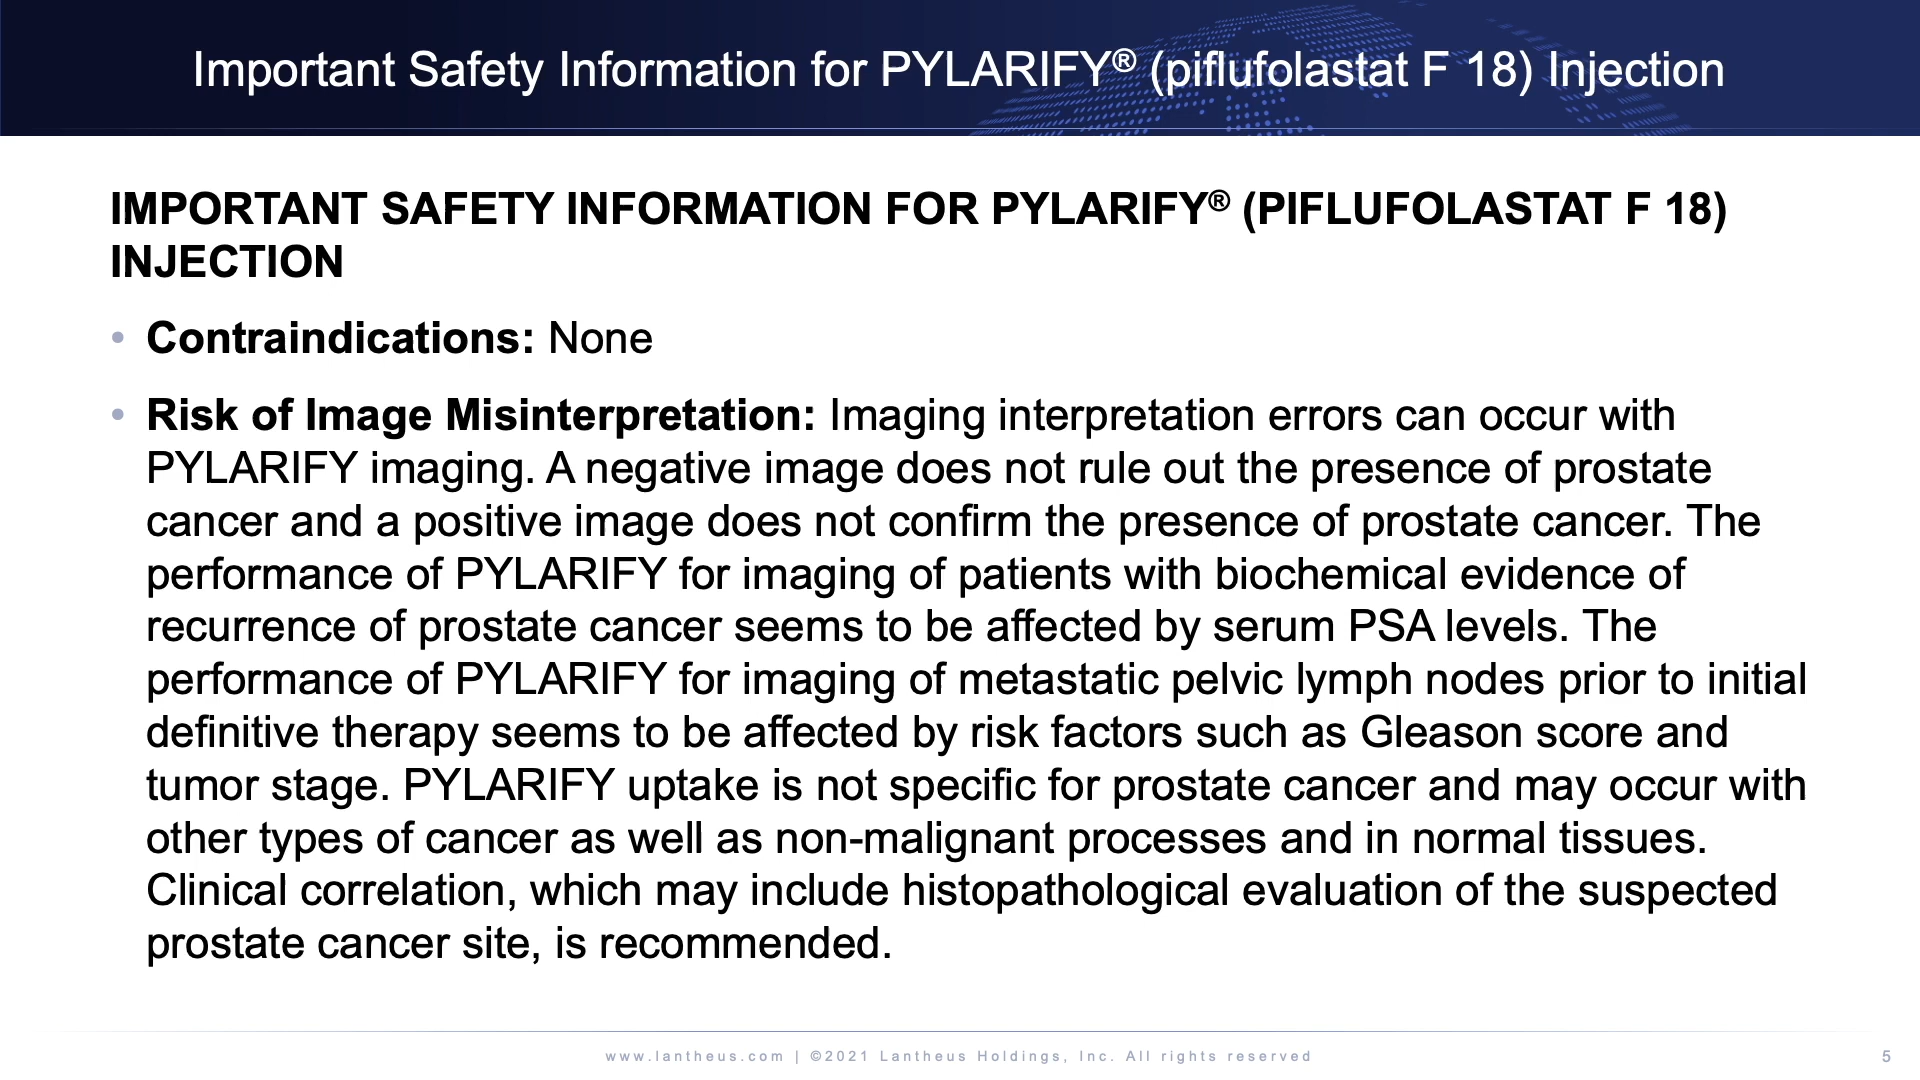 Important Safety Information for PYLARIFY® (piflufolastat F 18) Injection
IMPORTANT SAFETY INFORMATION FOR PYLARIFY® (PIFLUFOLASTAT F 18)
INJECTION
• Contraindications: None
• Risk of Image Misinterpretation: Imaging interpretation errors can occur with
PYLARIFY imaging. A negative image does not rule out the presence of prostate
cancer and a positive image does not confirm the presence of prostate cancer. The
performance of PYLARIFY for imaging of patients with biochemical evidence of
recurrence of prostate cancer seems to be affected by serum PSA levels. The
performance of PYLARIFY for imaging of metastatic pelvic lymph nodes prior to initial
definitive therapy seems to be affected by risk factors such as Gleason score and
tumor stage. PYLARIFY uptake is not specific for prostate cancer and may occur with
other types of cancer as well as non-malignant processes and in normal tissues.
Clinical correlation, which may include histopathological evaluation of the suspected
prostate cancer site, is recommended.
www.lantheus.com | ©2021 Lantheus Holdings, Inc. All rights reserved
5